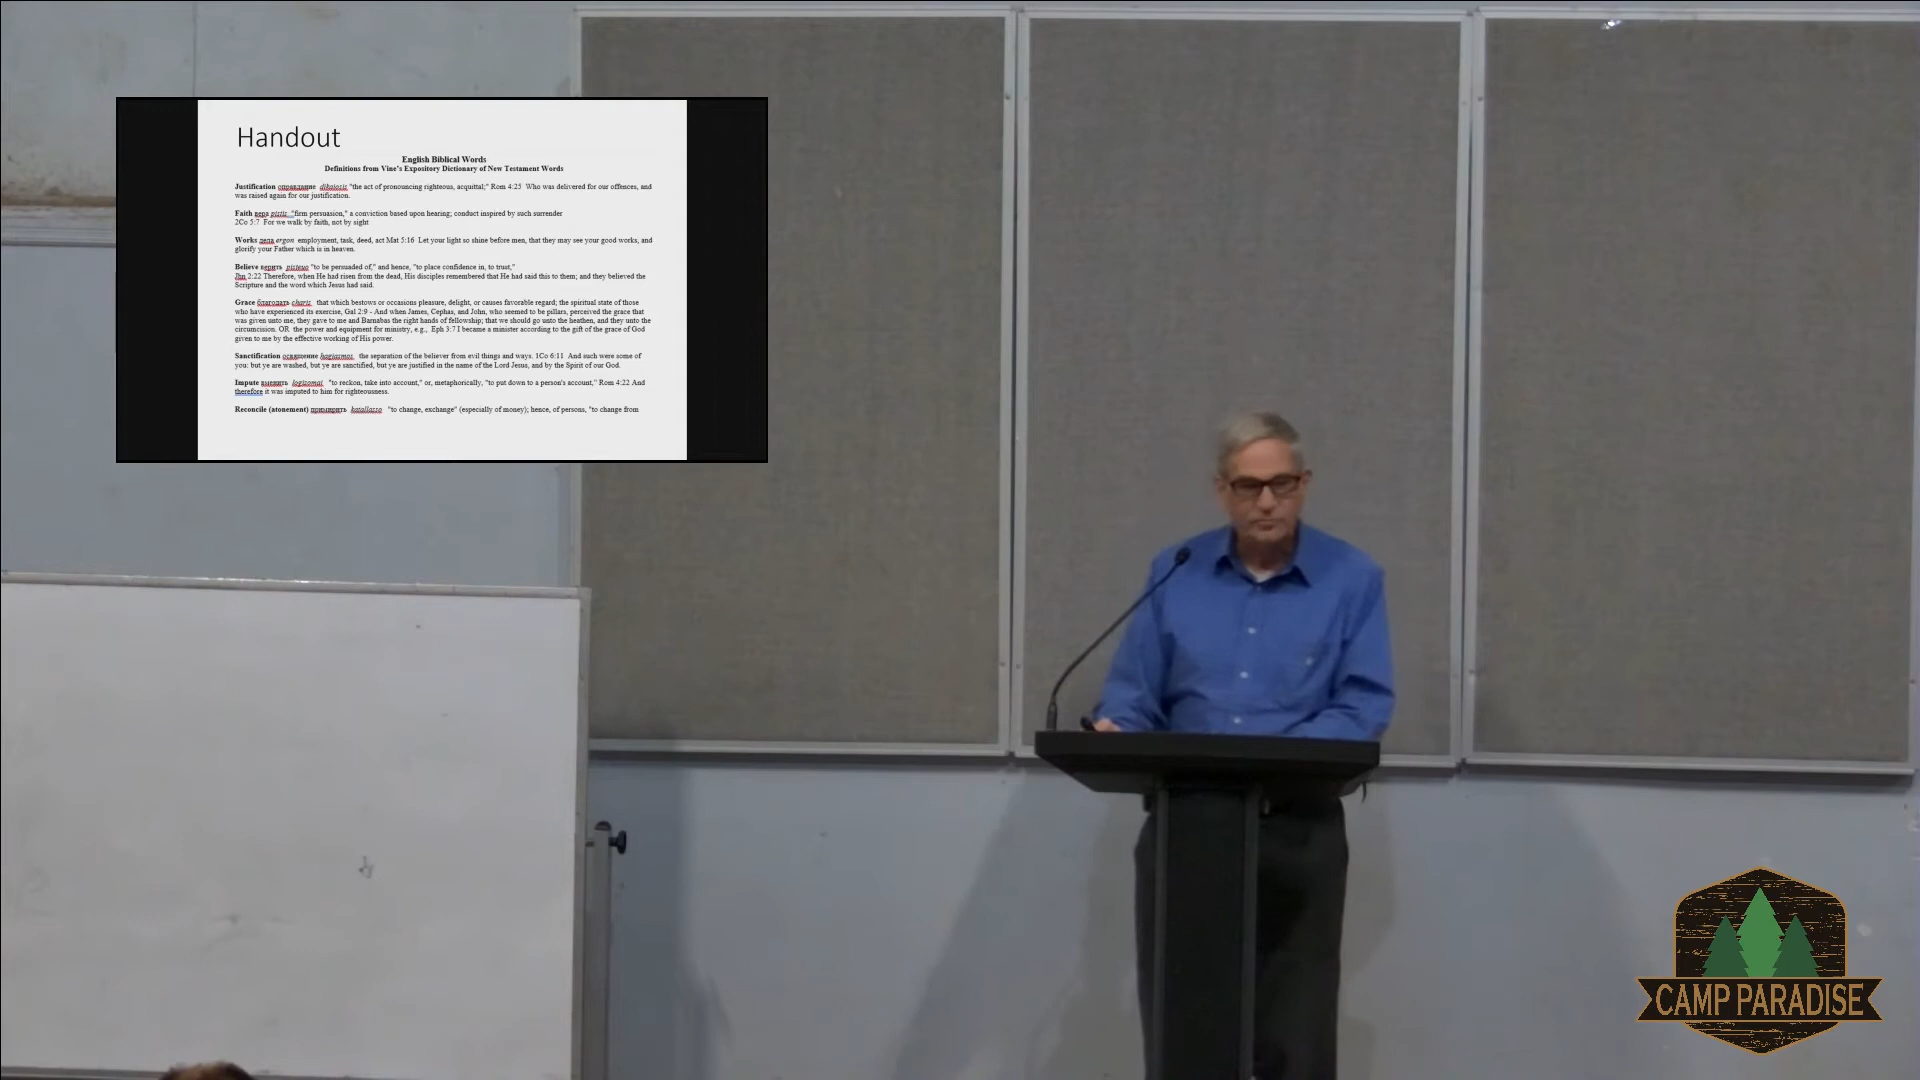 Handout
English Biblical Words
Definitions from Vine's Expository Dictionary of New Testament Words
Justification оправдание dikaiosis "the act of pronouncing righteous, acquittal;" Rom 4:25 Who was delivered for our offences, and
was raised again for our justification.
Faith вера pistis "firm persuasion," a conviction based upon hearing; conduct inspired by such surrender
2Co 5:7 For we walk by faith, not by sight
Works дела ergon employment, task, deed, act Mat 5:16 Let your light so shine before men, that they may see your good works, and
glorify your Father which is in heaven.
Believe верить pisteuo "to be persuaded of," and hence, "to place confidence in, to trust,"
Jhn 2:22 Therefore, when He had risen from the dead, His disciples remembered that He had said this to them; and they believed the
Scripture and the word which Jesus had said.
Grace благодать charis that which bestows or occasions pleasure, delight, or causes favorable regard; the spiritual state of those
who have experienced its exercise, Gal 2:9 - And when James, Cephas, and John, who seemed to be pillars, perceived the grace that
was given unto me, they gave to me and Barnabas the right hands of fellowship; that we should go unto the heathen, and they unto the
circumcision. OR the power and equipment for ministry, e.g., Eph 3:7 I became a minister according to the gift of the grace of God
given to me by the effective working of His power.
Sanctification освящение hagiasmos the separation of the believer from evil things and ways. 1Co 6:11 And such were some of
you: but ye are washed, but ye are sanctified, but ye are justified in the name of the Lord Jesus, and by the Spirit of our God.
Impute вменить logizomai "to reckon, take into account," or, metaphorically, "to put down to a person's account," Rom 4:22 And
therefore it was imputed to him for righteousness.
Reconcile (atonement) примирить katallasso "to change, exchange" (especially of money); hence, of persons, "to change from
CAMP PARADISE